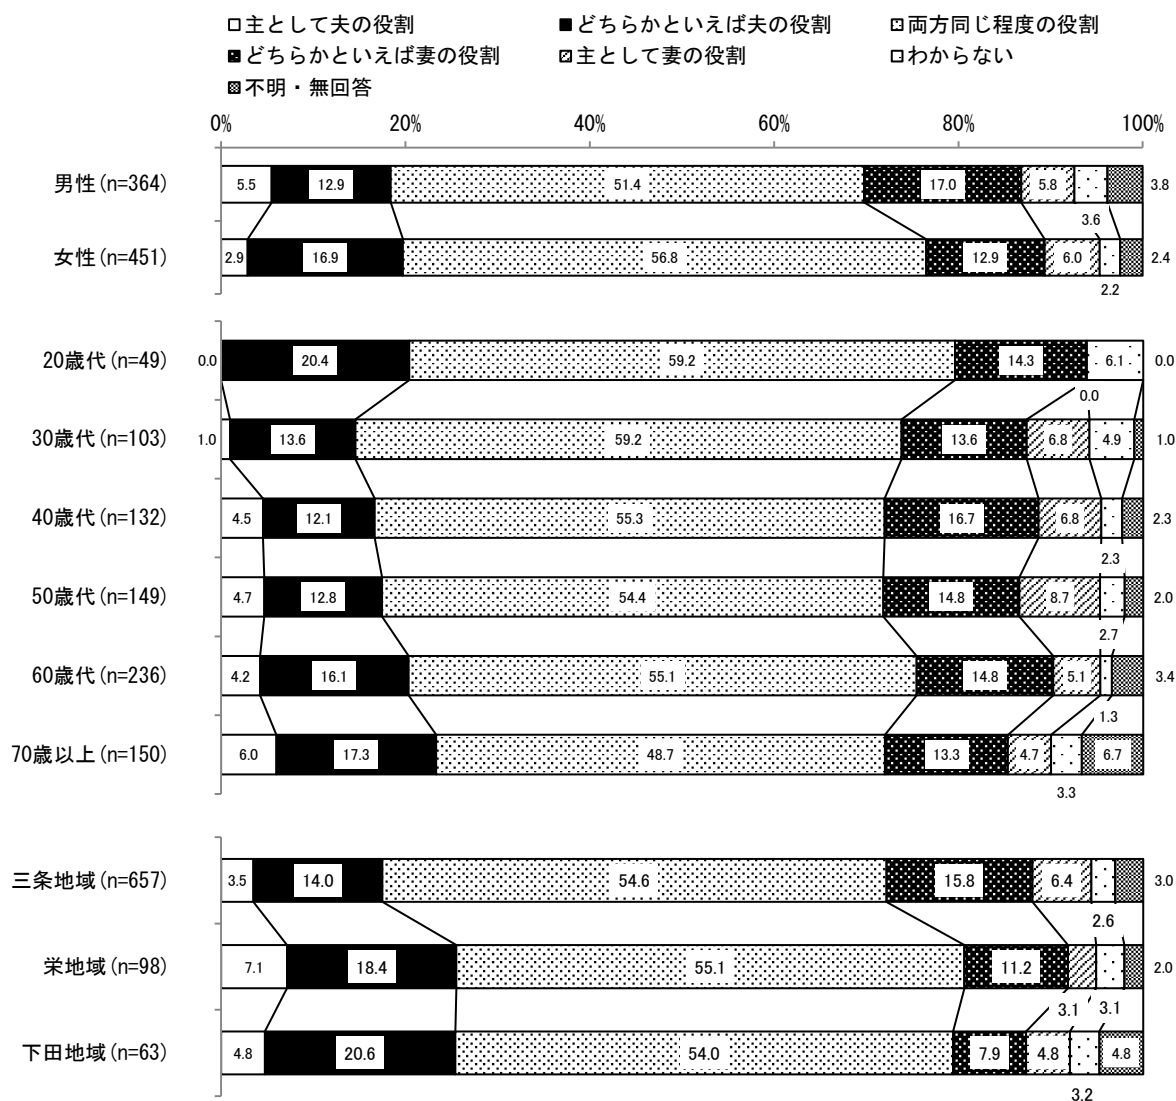 □主として夫の役割 ■どちらかといえば夫の役割 □両方同じ程度の役割
■どちらかといえば妻の役割 □主として妻の役割 □わからない
■不明・無回答
0% 20% 40% 60% 80% 100%
男性(n=364) 5.5 12.9 51.4 17.0 5.8 3.8
3.6
女性(n=451) 2.9 16.9 56.8 12.9 6.0 2.4
2.2
20歳代(n=49) 0.0 20.4 59.2 14.3 6.1 0.0
0.0
30歳代(n=103) 1.0 13.6 59.2 13.6 6.8 4.9 1.0
40歳代(n=132) 4.5 12.1 55.3 16.7 6.8 2.3
2.3
50歳代(n=149) 4.7 12.8 54.4 14.8 8.7 2.0
2.7
60歳代(n=236) 4.2 16.1 55.1 14.8 5.1 3.4
1.3
70歳以上(n=150) 6.0 17.3 48.7 13.3 4.7 6.7
3.3
三条地域(n=657) 3.5 14.0 54.6 15.8 6.4 3.0
2.6
栄地域(n=98) 7.1 18.4 55.1 11.2 2.0
3.1 3.1
下田地域(n=63) 4.8 20.6 54.0 7.9 4.8 4.8
3.2